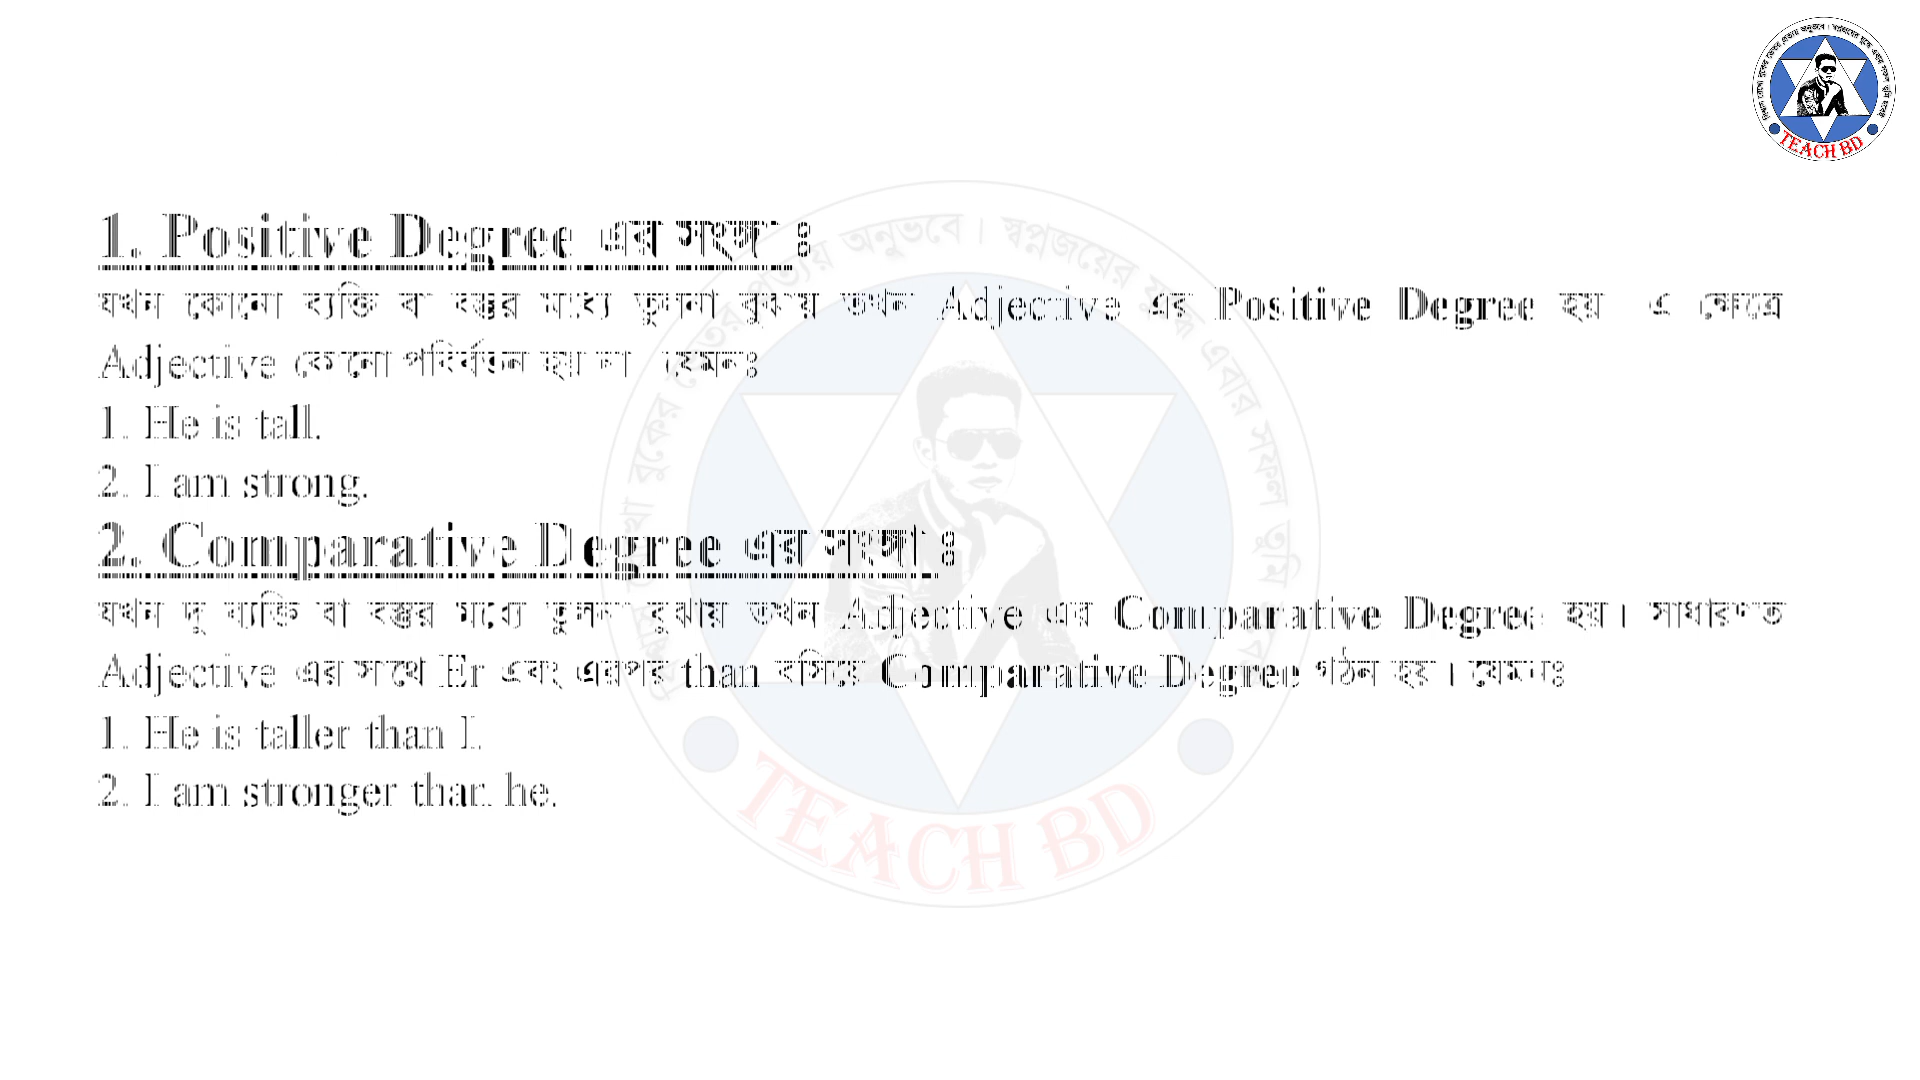 TEACH BD
1. Positive Degree এর সংজ্ঞাঃ
যখন কোনো ব্যক্তি বা বস্তুর মধ্যে তুলনা বুঝায় তখন Adjective এর Positive Degree হয়। এ ক্ষেত্রে
Adjective কোনো পরিবর্তন হয় না। যেমনঃ
1. He is tall.
2. I am strong.
2. Comparative Degree এর সংজ্ঞাঃ
যখন দু ব্যক্তি বা বস্তুর মধ্যে তুলনা বুঝায় তখন Adjective এর Comparative Degree হয়। সাধারণত
Adjective এর সাথে Er এবং এরপর than বসিয়ে Comparative Degree গঠন হয়। যেমনঃ
1. He is taller than I.
2. I am stronger than he.
TEACH BD